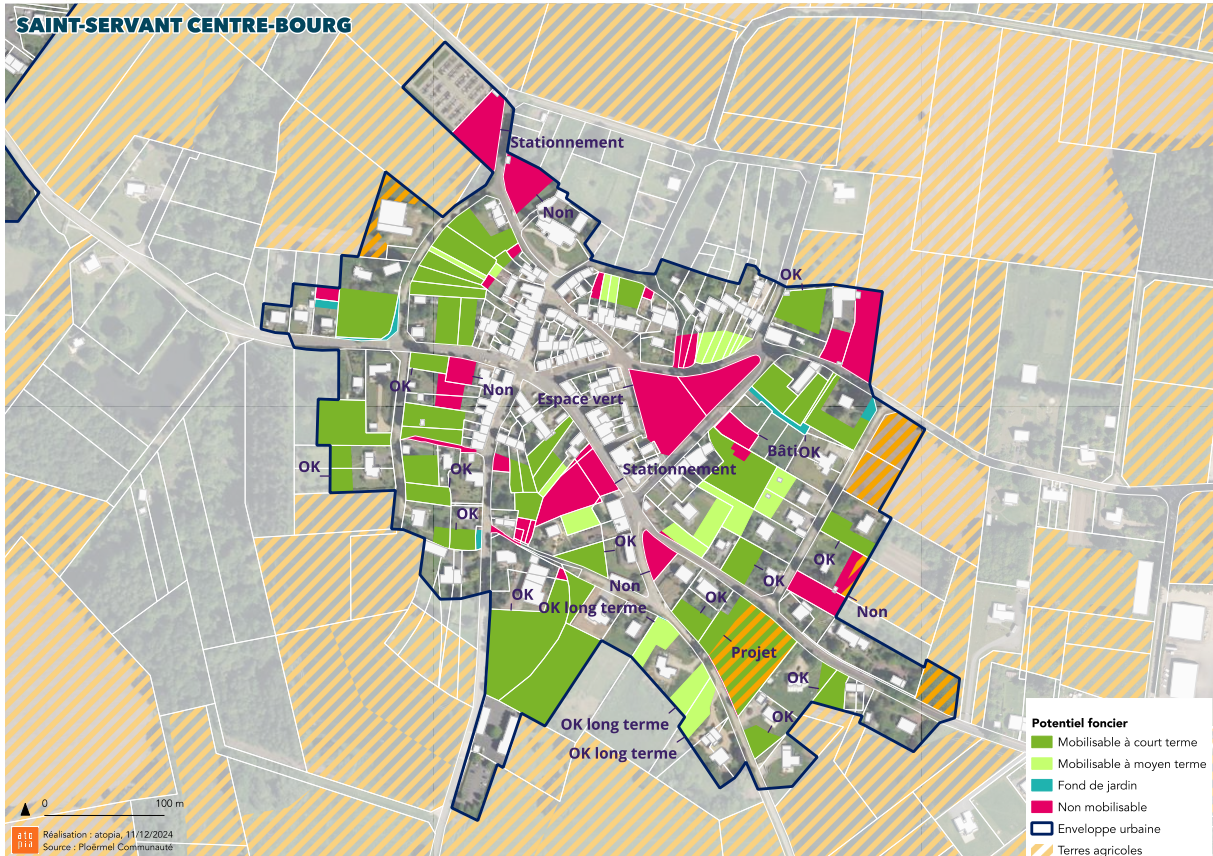 SAINT-SERVANT CENTRE-BOURG
Stationnement
Non
OK
OK
Non
Espace vert
Bâti
OK
OK
OK
Stationnement
OK
OK
OK
OK
Non
OK
OK
OK long terme
Non
Projet
OK
OK
OK long terme
OK long terme
Potentiel foncier
Mobilisable à court terme
Mobilisable à moyen terme
Fond de jardin
Non mobilisable
Enveloppe urbaine
Terres agricoles
0 100 m
ato
pia
Réalisation : atopia, 11/12/2024
Source : Ploërmel Communauté